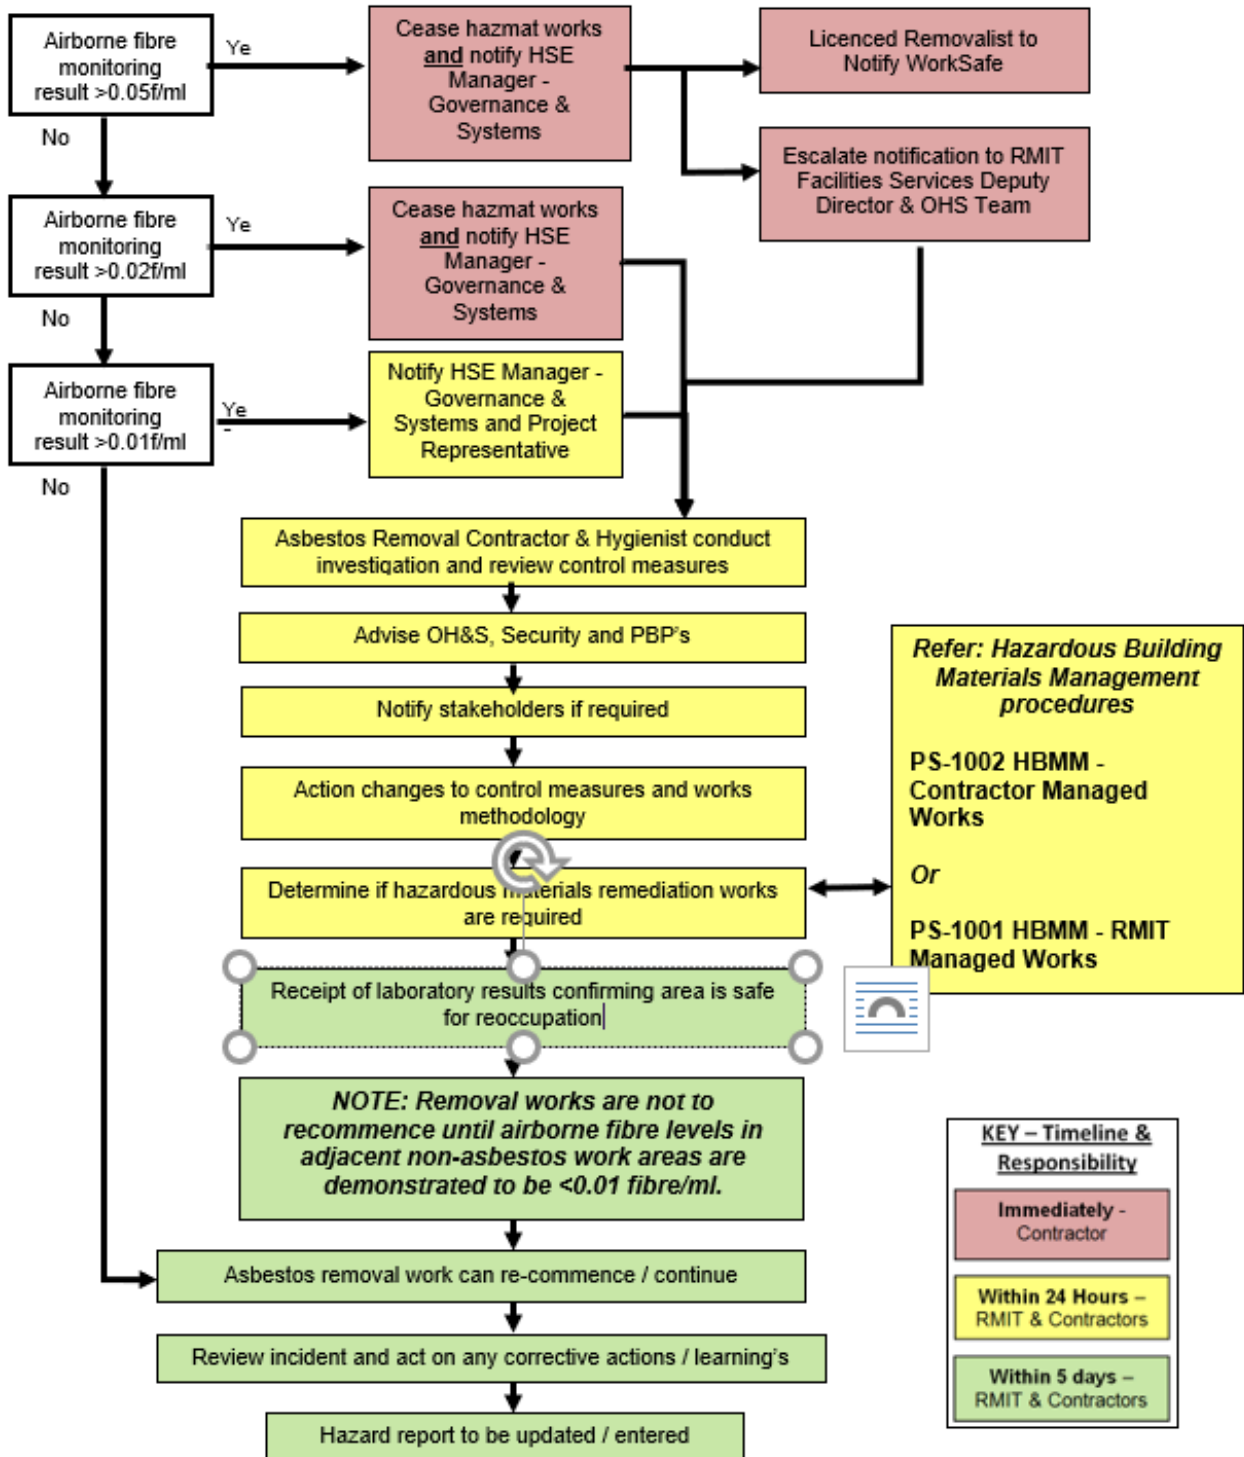 Airborne fibre
monitoring
result >0.05f/ml
Ye
No
Cease hazmat works
and notify HSE
Manager -
Governance &
Systems
Licenced Removalist to
Notify WorkSafe
Escalate notification to RMIT
Facilities Services Deputy
Director & OHS Team
Airborne fibre
monitoring
result >0.02f/ml
Ye
No
Cease hazmat works
and notify HSE
Manager -
Governance &
Systems
Airborne fibre
monitoring
result >0.01f/ml
Ye
No
Notify HSE Manager -
Governance &
Systems and Project
Representative
Asbestos Removal Contractor & Hygienist conduct
investigation and review control measures
Advise OH&S, Security and PBP's
Notify stakeholders if required
Action changes to control measures and works
methodology
Determine if hazardous materials remediation works
are required
Refer: Hazardous Building
Materials Management
procedures
PS-1002 HBMM -
Contractor Managed
Works
Or
PS-1001 HBMM - RMIT
Managed Works
Receipt of laboratory results confirming area is safe
for reoccupation
NOTE: Removal works are not to
recommence until airborne fibre levels in
adjacent non-asbestos work areas are
demonstrated to be <0.01 fibre/ml.
Asbestos removal work can re-commence / continue
Review incident and act on any corrective actions / learning's
Hazard report to be updated / entered
KEY – Timeline &
Responsibility
Immediately -
Contractor
Within 24 Hours –
RMIT & Contractors
Within 5 days –
RMIT & Contractors